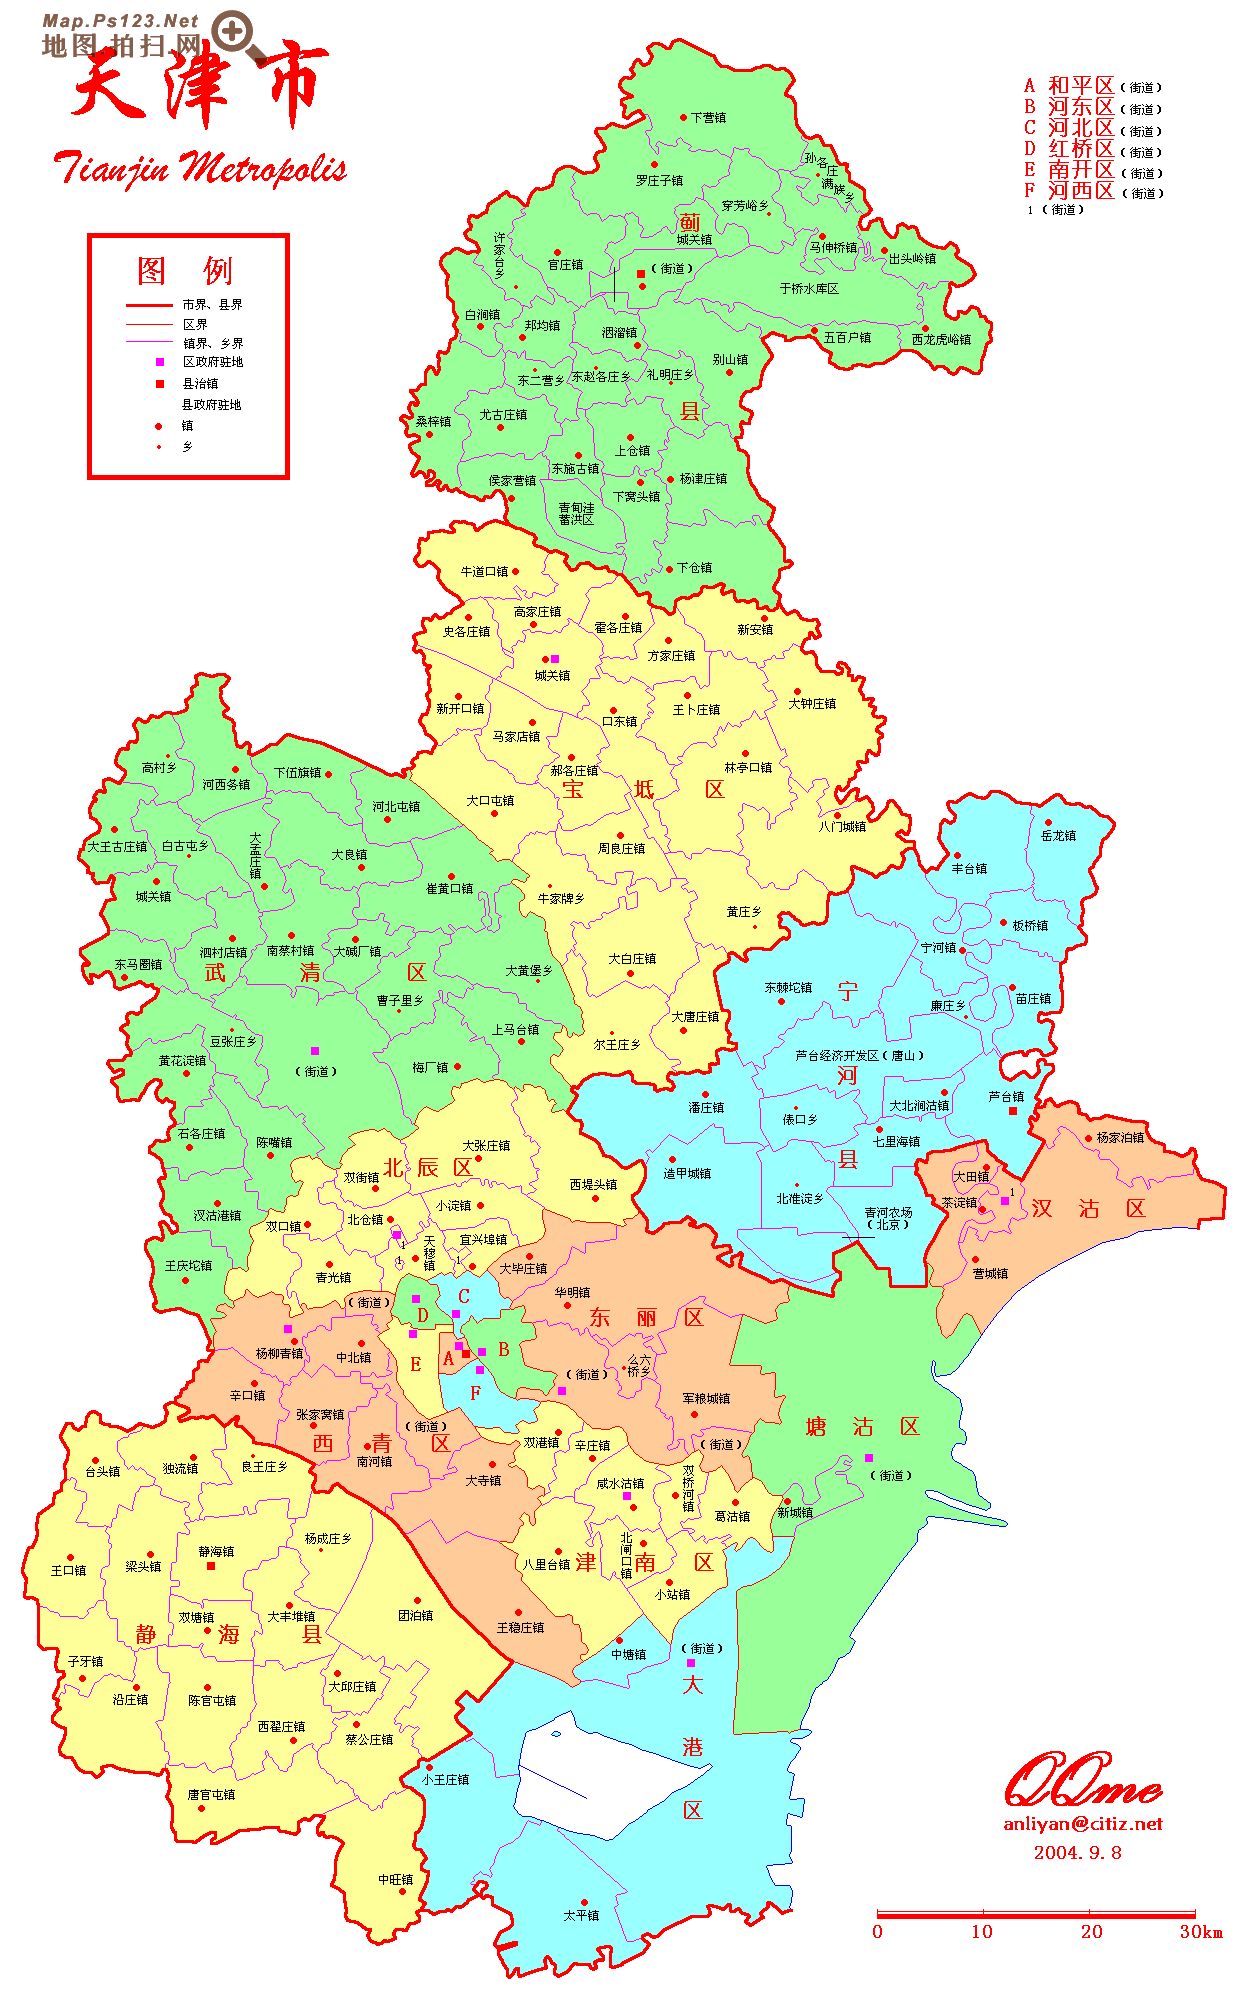 Map.Ps123.Net
地图 拍扫 网
天津市
Tianjin Metropolis
A 和平区(街道)
B 河东区(街道)
C 河北区(街道)
D 红桥区(街道)
E 南开区(街道)
F 河西区(街道)
1(街道)
图 例
市界、县界
区界
镇界、乡界
区政府驻地
县治镇
县政府驻地
镇
乡
下营镇
罗庄子镇
孙各庄
满族乡
穿芳峪乡
蓟
城关镇
马伸桥镇
出头岭镇
许家台乡
官庄镇
(街道)
于桥水库区
白涧镇
邦均镇
泗溜镇
五百户镇
西龙虎峪镇
别山镇
东二营乡
东赵各庄乡
礼明庄乡
县
桑梓镇
尤古庄镇
上仓镇
东施古镇
侯家营镇
下窝头镇
杨津庄镇
青甸洼
蓄洪区
下仓镇
牛道口镇
高家庄镇
史各庄镇
霍各庄镇
新安镇
方家庄镇
城关镇
新开口镇
口东镇
王卜庄镇
大钟庄镇
马家店镇
郝各庄镇
林亭口镇
宝 坻 区
大口屯镇
八门城镇
周良庄镇
牛家牌乡
黄庄乡
大白庄镇
大唐庄镇
尔王庄乡
高村乡
河西务镇
下伍旗镇
河北屯镇
大王古庄镇
白古屯乡
大孟庄镇
大良镇
城关镇
崔黄口镇
泗村店镇
南蔡村镇
大碱厂镇
东马圈镇
武 清 区
大黄堡乡
曹子里乡
豆张庄乡
上马台镇
黄花淀镇
(街道)
梅厂镇
石各庄镇
陈嘴镇
汊沽港镇
王庆坨镇
岳龙镇
丰台镇
板桥镇
宁河镇
东棘坨镇
宁
苗庄镇
廉庄乡
芦台经济开发区(唐山)
河
潘庄镇
大北涧沽镇
芦台镇
俵口乡
七里海镇
县
造甲城镇
北淮淀乡
青河农场
(北京)
杨家泊镇
大田镇
茶淀镇
1
汉 沽 区
营城镇
大张庄镇
北 辰 区
双街镇
西堤头镇
小淀镇
双口镇
北仓镇
1
1
天穆镇
宜兴埠镇
1
青光镇
大毕庄镇
华明镇
东 丽 区
(街道)
么六
桥乡
军粮城镇
(街道)
(街道)
C
D
B
E
A
F
杨柳青镇
中北镇
辛口镇
张家窝镇
(街道)
西 青 区
南河镇
大寺镇
王稳庄镇
塘 沽 区
(街道)
新城镇
双港镇
辛庄镇
咸水沽镇
双桥河镇
葛沽镇
八里台镇
北闸口镇
津 南 区
小站镇
台头镇
独流镇
良王庄乡
杨成庄乡
王口镇
梁头镇
静海镇
双塘镇
大丰堆镇
团泊镇
静 海 县
子牙镇
沿庄镇
陈官屯镇
大邱庄镇
西翟庄镇
蔡公庄镇
唐官屯镇
中旺镇
中塘镇
(街道)
大
港
区
小王庄镇
太平镇
QQme
anliyan@citiz.net
2004.9.8
0 10 20 30km